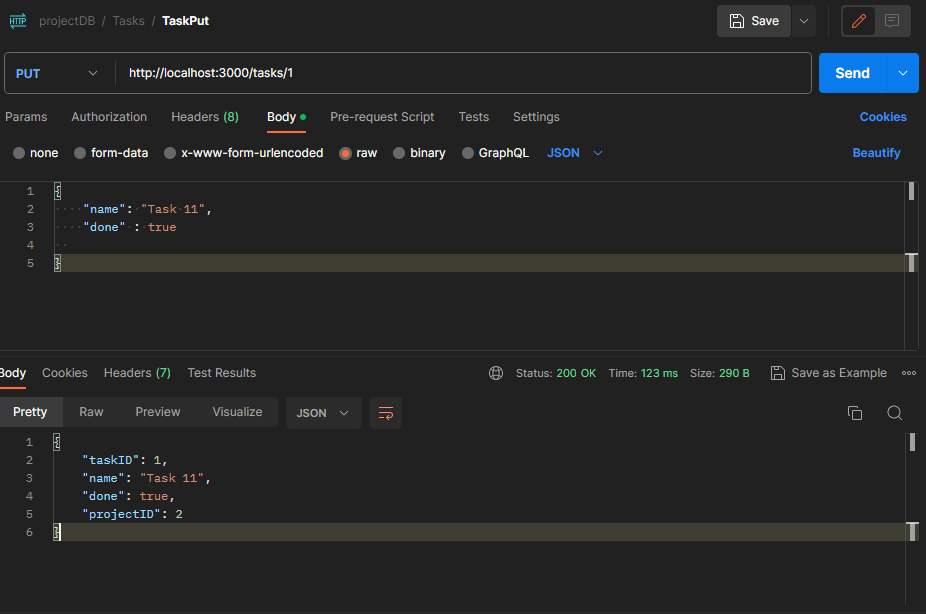 HTTP projectDB / Tasks / TaskPut Save
PUT http://localhost:3000/tasks/1 Send
Params Authorization Headers (8) Body Pre-request Script Tests Settings Cookies
none form-data x-www-form-urlencoded raw binary GraphQL JSON Beautify
1 {
2 "name": "Task 11",
3 "done" : true
4
5 }
Body Cookies Headers (7) Test Results Status: 200 OK Time: 123 ms Size: 290 B Save as Example
Pretty Raw Preview Visualize JSON
1 {
2 "taskID": 1,
3 "name": "Task 11",
4 "done": true,
5 "projectID": 2
6 }